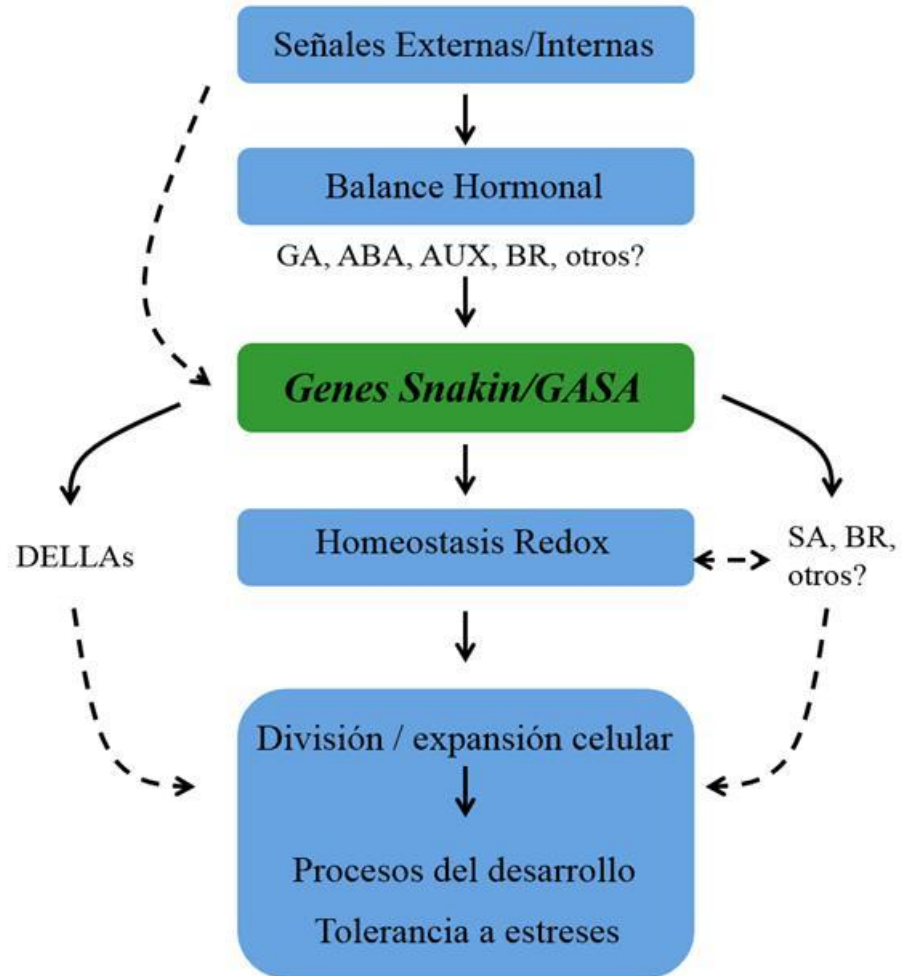 Señales Externas/Internas
Balance Hormonal
GA, ABA, AUX, BR, otros?
Genes Snakin/GASA
DELLAs
Homeostasis Redox
SA, BR,
otros?
División / expansión celular
Procesos del desarrollo
Tolerancia a estreses